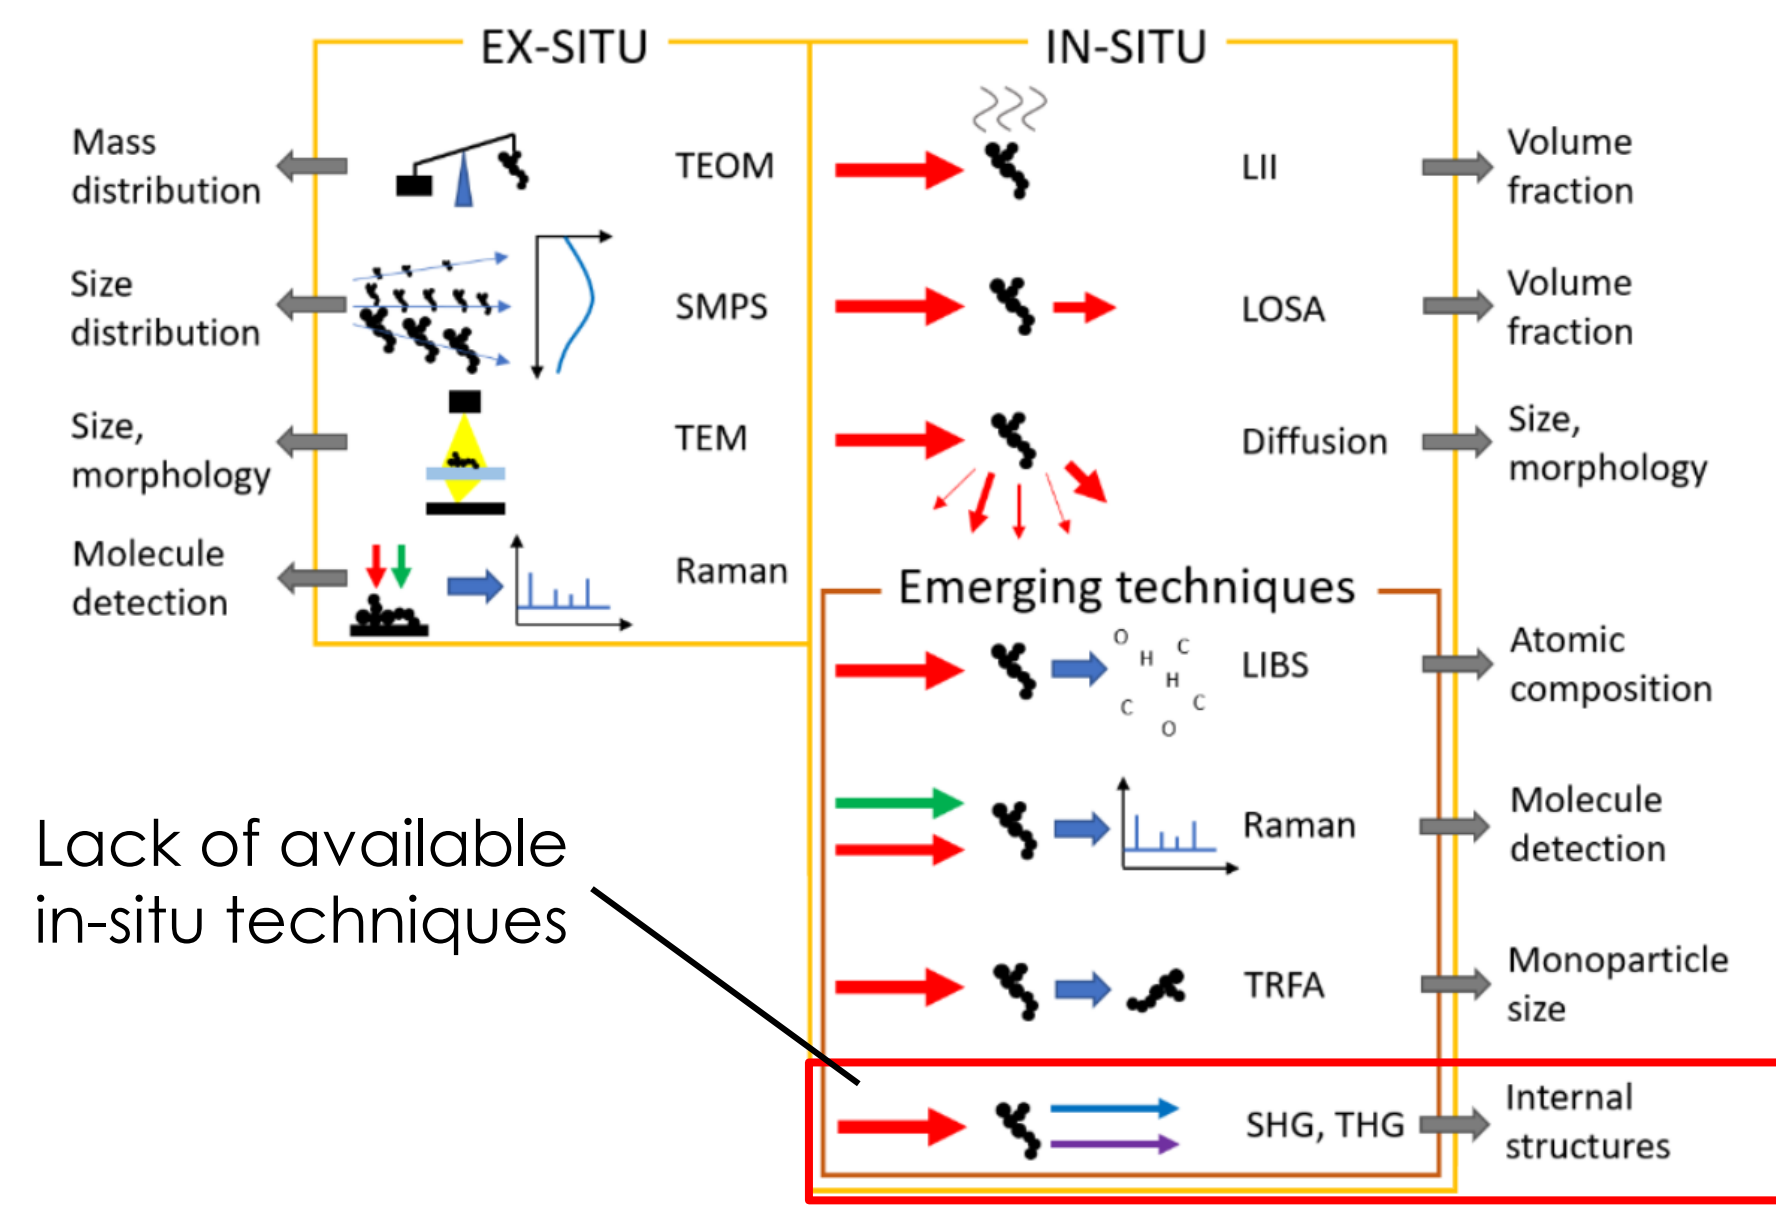 EX-SITU
IN-SITU
Mass
distribution
TEOM
LII
Volume
fraction
Size
distribution
SMPS
LOSA
Volume
fraction
Size,
morphology
TEM
Diffusion
Size,
morphology
Molecule
detection
Raman
Emerging techniques
O
H
C
H
C
C
O
LIBS
Atomic
composition
Raman
Molecule
detection
Lack of available
in-situ techniques
TRFA
Monoparticle
size
SHG, THG
Internal
structures